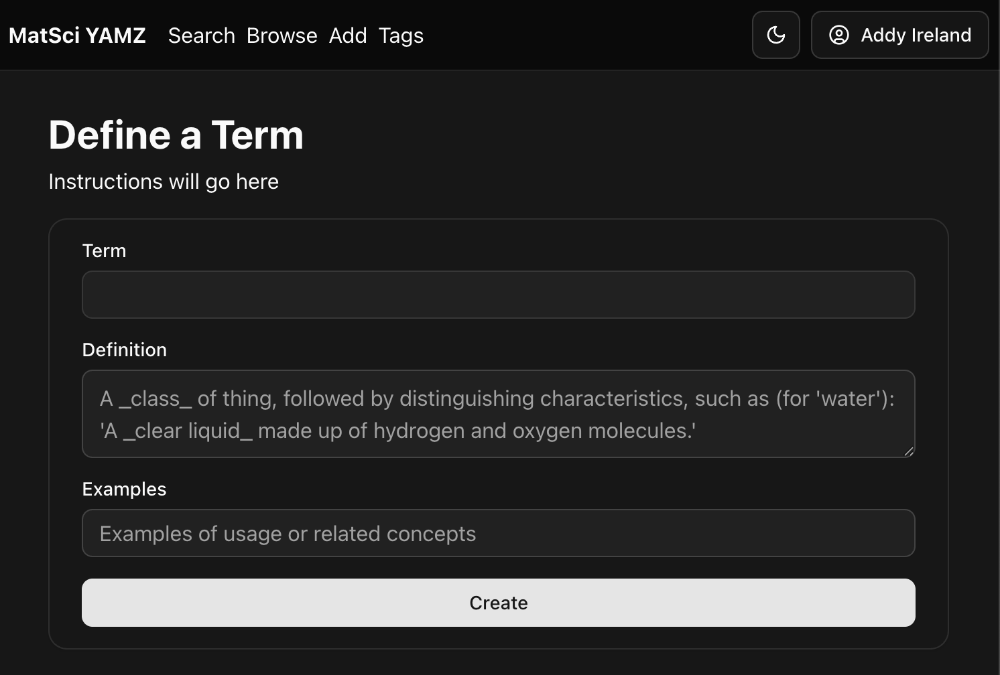 MatSci YAMZ Search Browse Add Tags Addy Ireland
Define a Term
Instructions will go here
Term
Definition
A _class_ of thing, followed by distinguishing characteristics, such as (for 'water'):
'A _clear liquid_ made up of hydrogen and oxygen molecules.'
Examples
Examples of usage or related concepts
Create